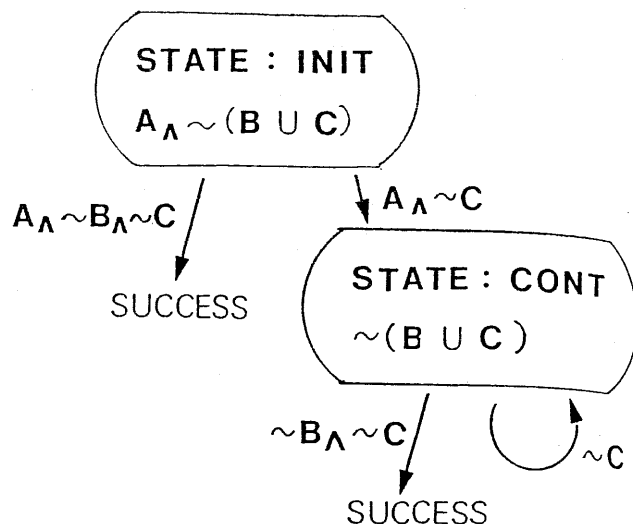 STATE : INIT
A∧~(B U C)
A∧~B∧~C
A∧~C
SUCCESS
STATE : CONT
~(B U C)
~B∧~C
~C
SUCCESS